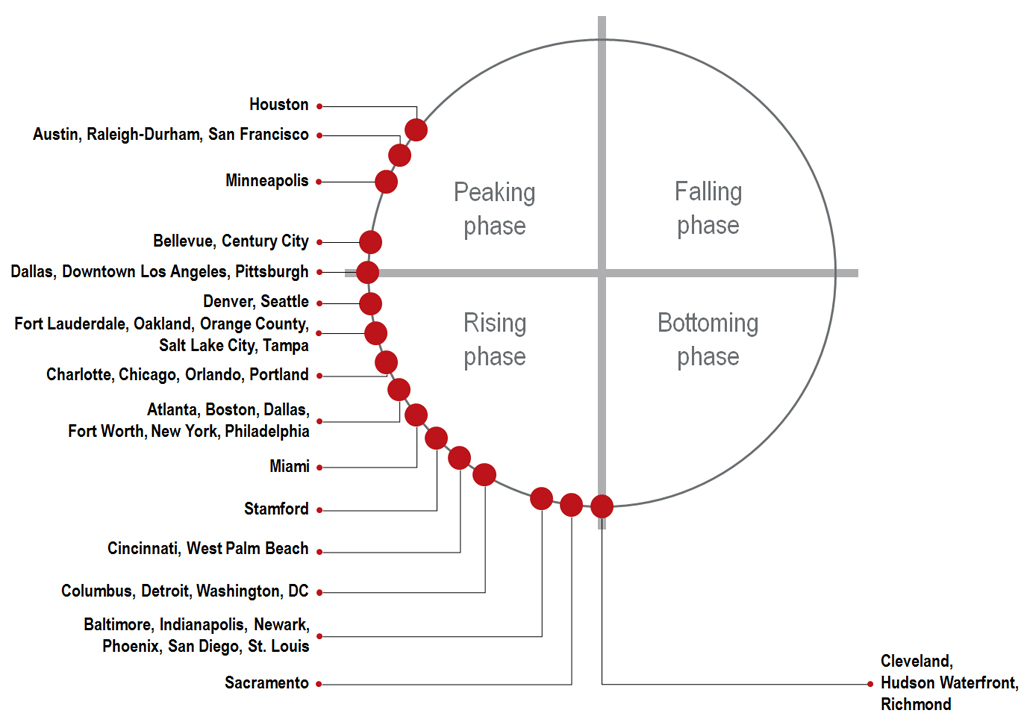 Houston
Austin, Raleigh-Durham, San Francisco
Minneapolis
Bellevue, Century City
Dallas, Downtown Los Angeles, Pittsburgh
Denver, Seattle
Fort Lauderdale, Oakland, Orange County,
Salt Lake City, Tampa
Charlotte, Chicago, Orlando, Portland
Atlanta, Boston, Dallas,
Fort Worth, New York, Philadelphia
Miami
Stamford
Cincinnati, West Palm Beach
Columbus, Detroit, Washington, DC
Baltimore, Indianapolis, Newark,
Phoenix, San Diego, St. Louis
Sacramento
Peaking
phase
Falling
phase
Rising
phase
Bottoming
phase
Cleveland,
Hudson Waterfront,
Richmond